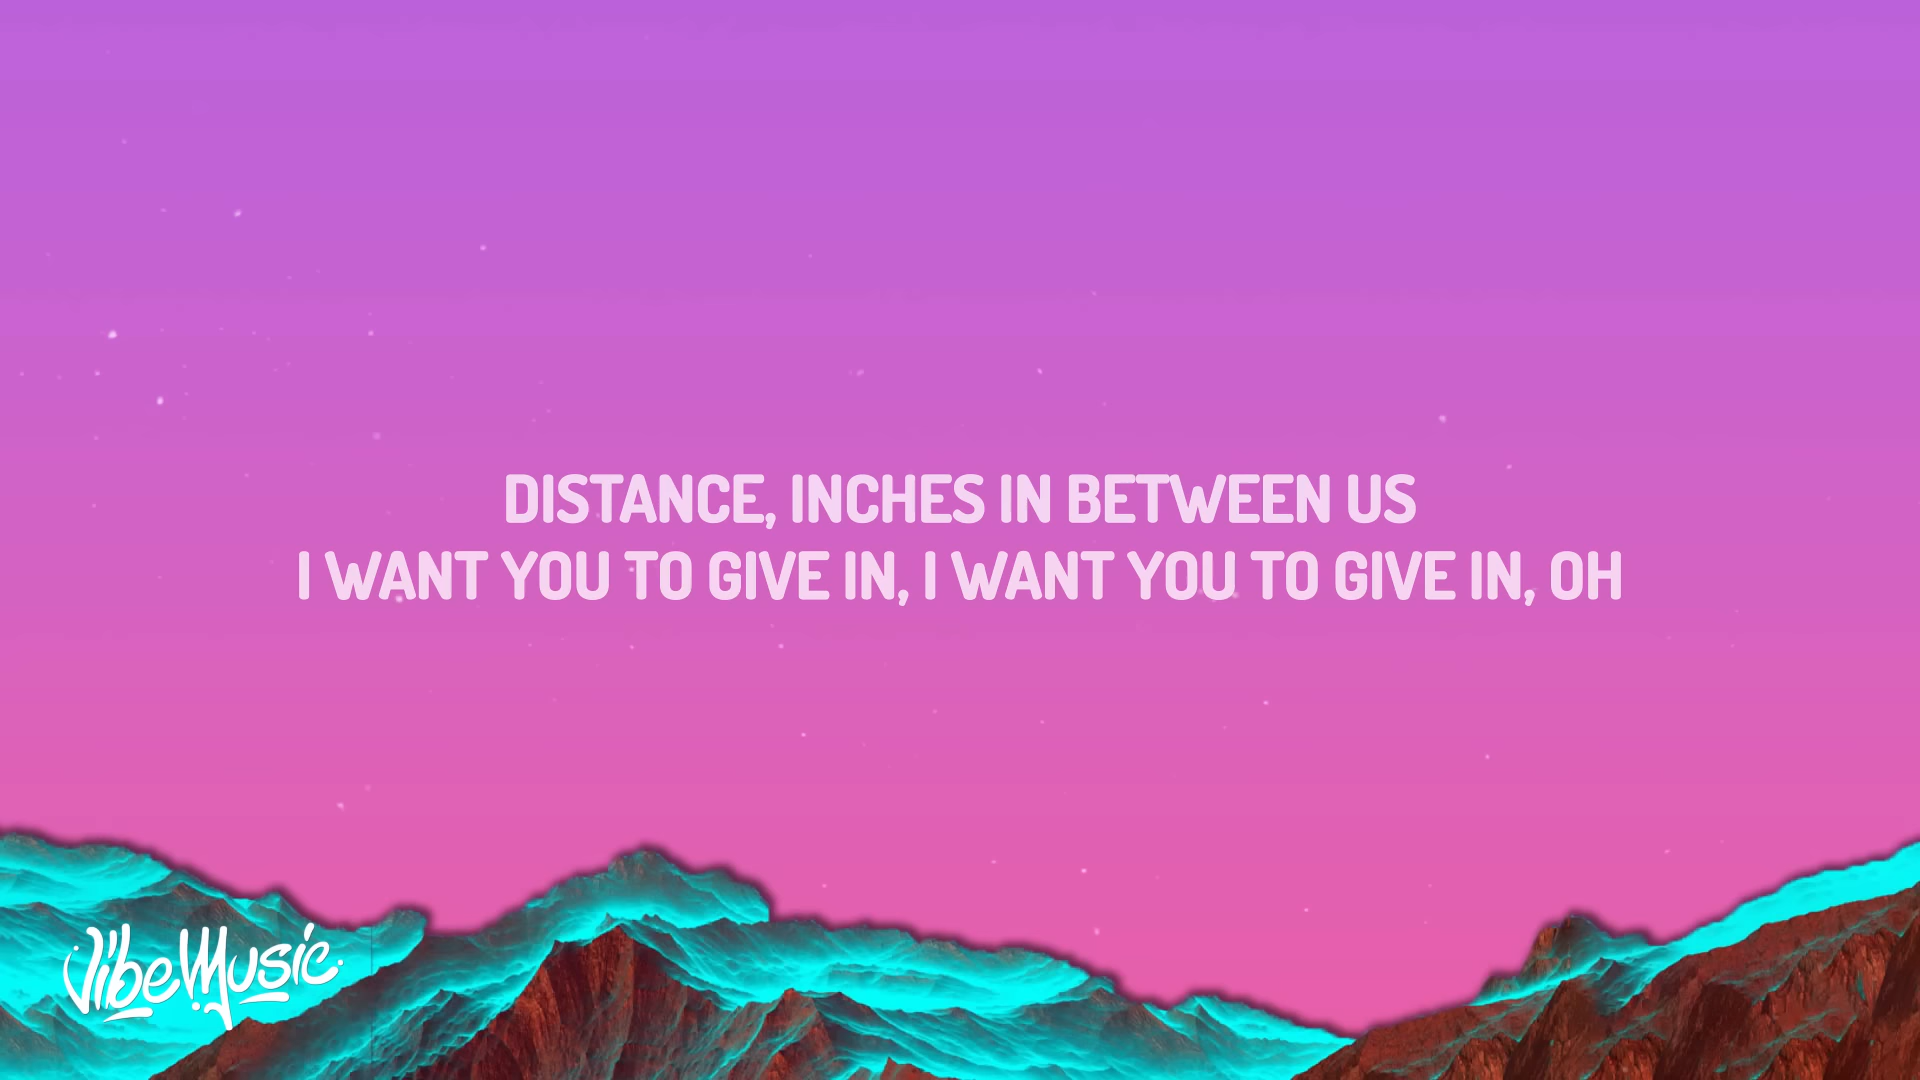 DISTANCE, INCHES IN BETWEEN US
I WANT YOU TO GIVE IN, I WANT YOU TO GIVE IN, OH
VibeMusic